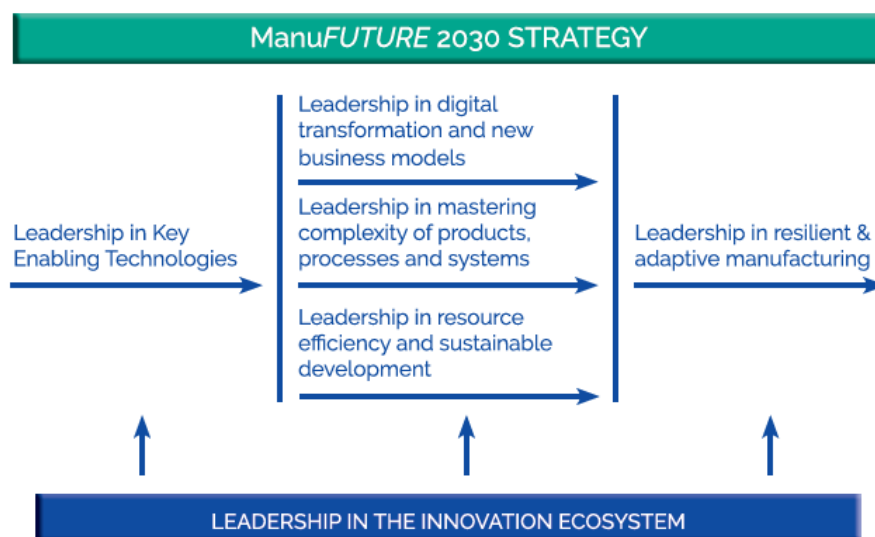 ManuFUTURE 2030 STRATEGY
Leadership in Key
Enabling Technologies
Leadership in digital
transformation and new
business models
Leadership in mastering
complexity of products,
processes and systems
Leadership in resource
efficiency and sustainable
development
Leadership in resilient &
adaptive manufacturing
LEADERSHIP IN THE INNOVATION ECOSYSTEM